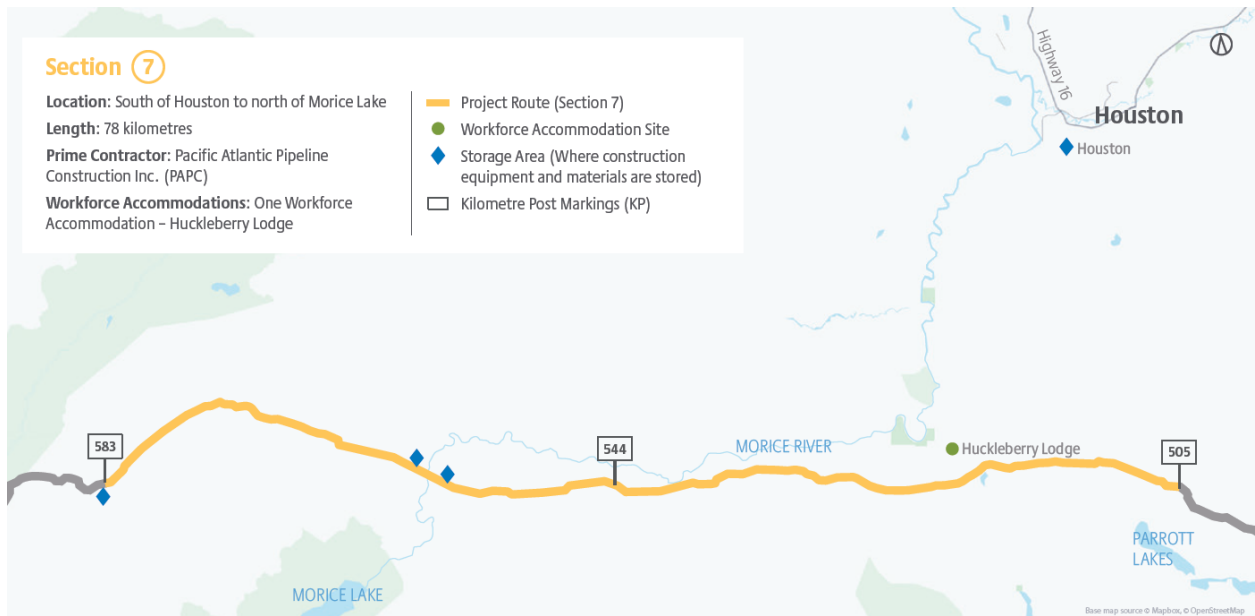 Section 7
Location: South of Houston to north of Morice Lake
Length: 78 kilometres
Prime Contractor: Pacific Atlantic Pipeline
Construction Inc. (PAPC)
Workforce Accommodations: One Workforce
Accommodation – Huckleberry Lodge
Project Route (Section 7)
Workforce Accommodation Site
Storage Area (Where construction
equipment and materials are stored)
Kilometre Post Markings (KP)
Highway 16
Houston
Houston
583
544
MORICE RIVER
Huckleberry Lodge
505
PARROTT
LAKES
MORICE LAKE
Base map source © Mapbox, © OpenStreetMap